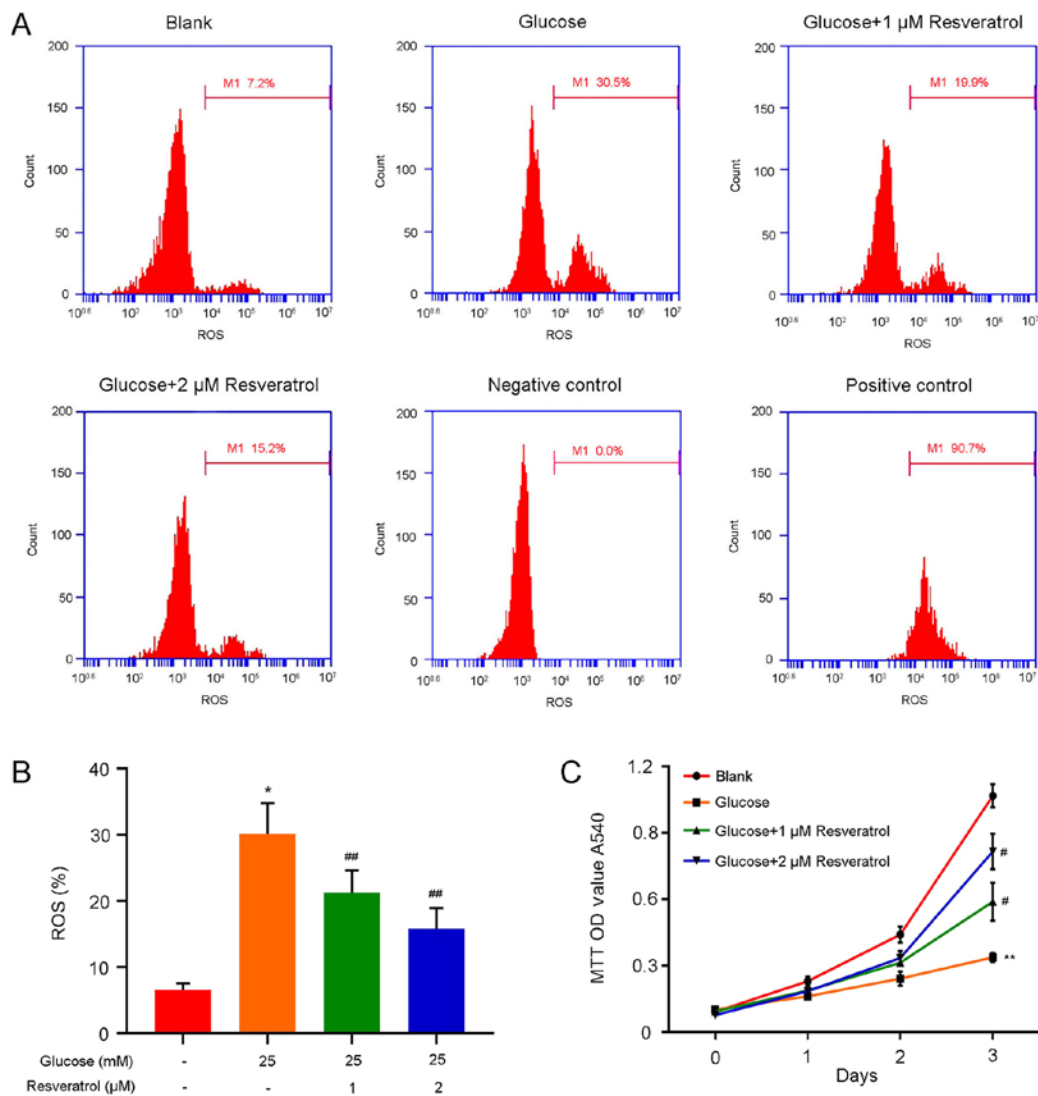 A
Blank
200
150
100
50
0
Count
M1 7.2%
10^0.6 10^2 10^3 10^4 10^5 10^6 10^7
ROS
Glucose
200
150
100
50
0
Count
M1 30.5%
10^0.6 10^2 10^3 10^4 10^5 10^6 10^7
ROS
Glucose+1 µM Resveratrol
200
150
100
50
0
Count
M1 19.9%
10^0.6 10^2 10^3 10^4 10^5 10^6 10^7
ROS
Glucose+2 µM Resveratrol
200
150
100
50
0
Count
M1 15.2%
10^0.6 10^2 10^3 10^4 10^5 10^6 10^7
ROS
Negative control
200
150
100
50
0
Count
M1 0.0%
10^0.6 10^2 10^3 10^4 10^5 10^6 10^7
ROS
Positive control
200
150
100
50
0
Count
M1 90.7%
10^0.6 10^2 10^3 10^4 10^5 10^6 10^7
ROS
B
40
30
20
10
0
ROS (%)
*
##
##
Glucose (mM) - 25 25 25
Resveratrol (µM) - - 1 2
C
1.2
0.8
0.6
0.3
0
MTT OD value A540
Blank
Glucose
Glucose+1 µM Resveratrol
Glucose+2 µM Resveratrol
#
#
**
0 1 2 3
Days